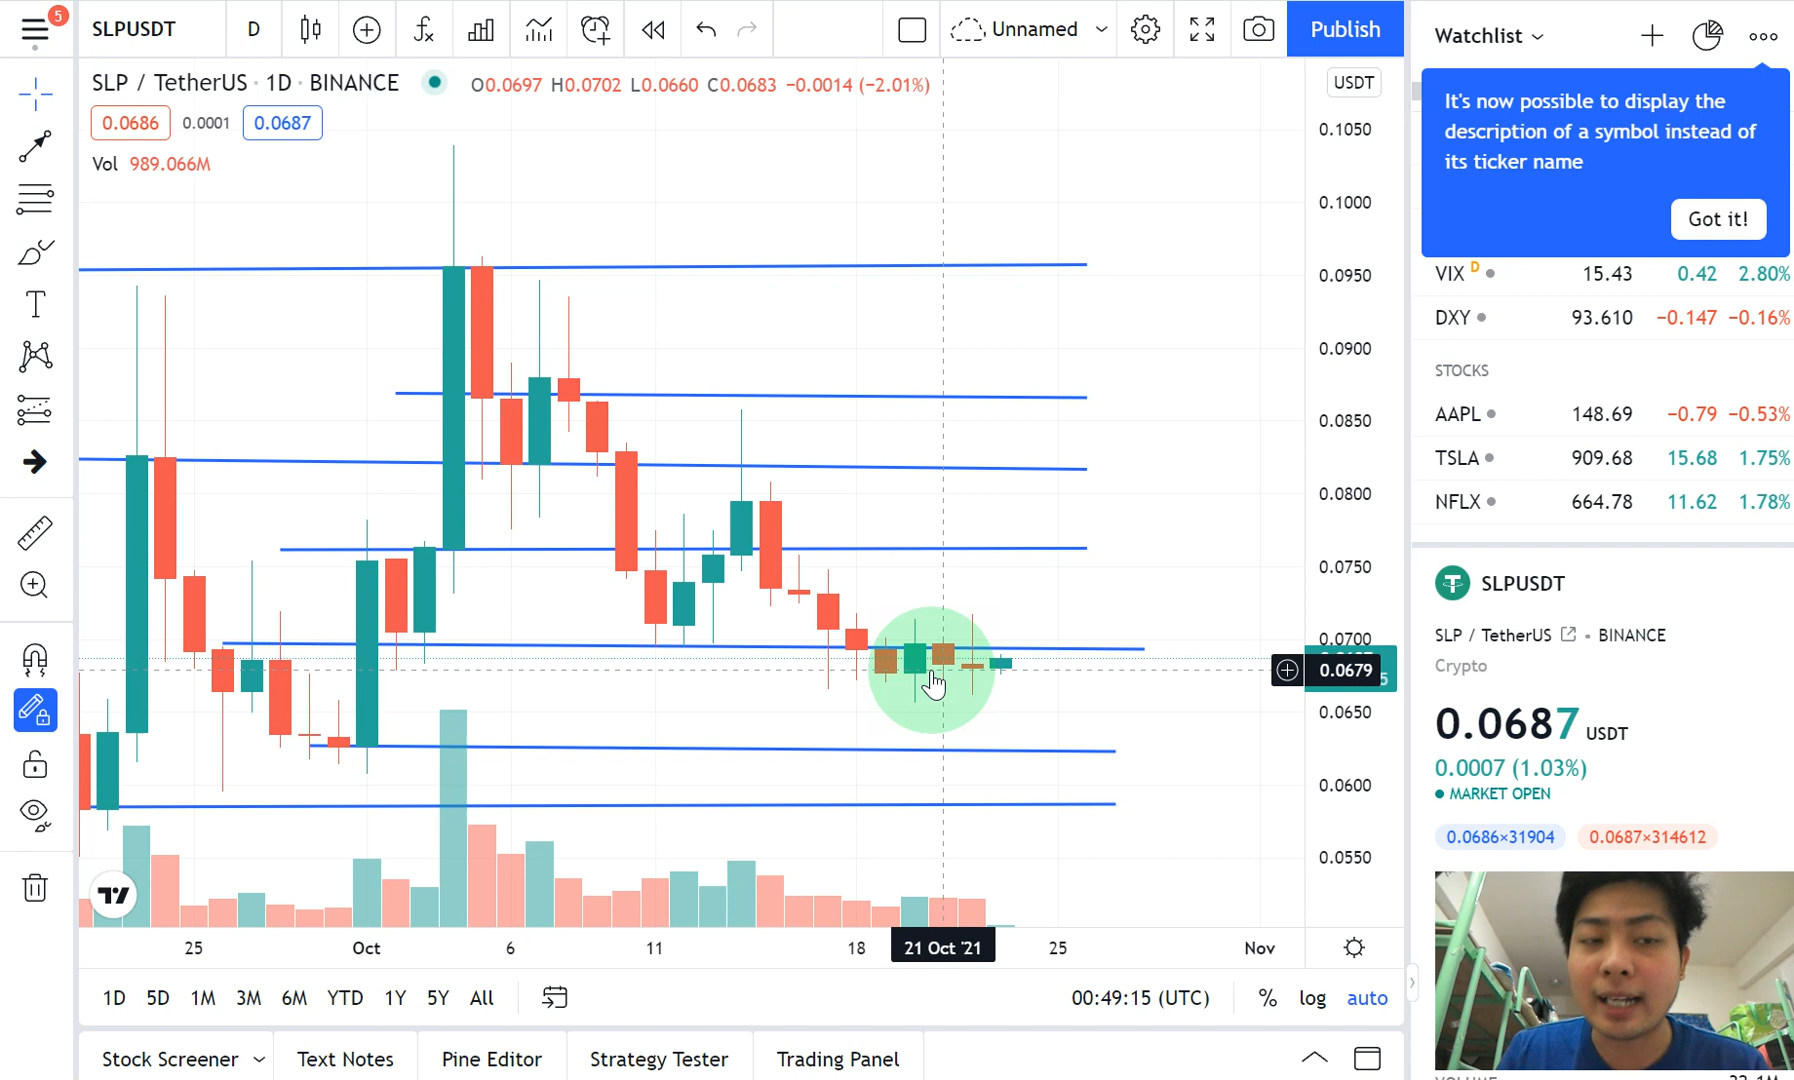 5
SLPUSDT
D
Unnamed
Publish
Watchlist
SLP / TetherUS · 1D · BINANCE
O0.0697 H0.0702 L0.0660 C0.0683 −0.0014 (−2.01%)
0.0686 0.0001 0.0687
Vol 989.066M
USDT
0.1050
0.1000
0.0950
0.0900
0.0850
0.0800
0.0750
0.0700
0.0679
5
0.0650
0.0600
0.0550
It's now possible to display the
description of a symbol instead of
its ticker name
Got it!
VIX D 15.43 0.42 2.80%
DXY 93.610 −0.147 −0.16%
STOCKS
AAPL 148.69 −0.79 −0.53%
TSLA 909.68 15.68 1.75%
NFLX 664.78 11.62 1.78%
SLPUSDT
SLP / TetherUS • BINANCE
Crypto
0.0687 USDT
0.0007 (1.03%)
MARKET OPEN
0.0686×31904 0.0687×314612
25 Oct 6 11 18 21 Oct '21 25 Nov
1D 5D 1M 3M 6M YTD 1Y 5Y All
00:49:15 (UTC) % log auto
Stock Screener Text Notes Pine Editor Strategy Tester Trading Panel